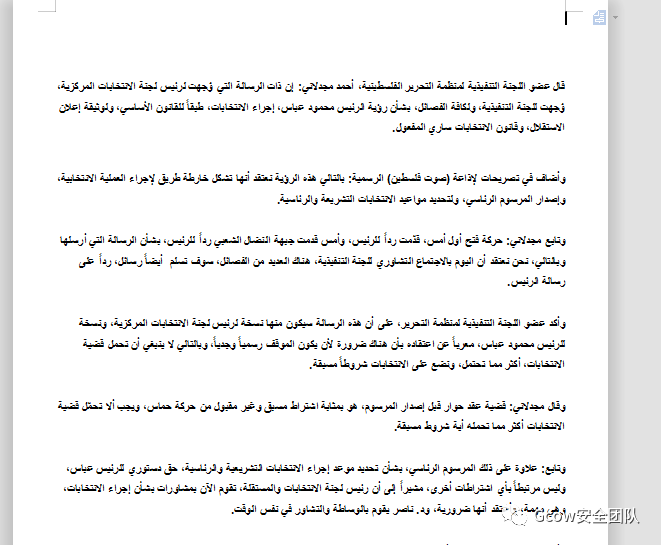 قال عضو اللجنة التنفيذية لمنظمة التحرير الفلسطينية، أحمد مجدلاني: إن ذات الرسالة التي وُجهت لرئيس لجنة الانتخابات المركزية،
وُجهت للجنة التنفيذية، ولكافة الفصائل، بشأن رؤية الرئيس محمود عباس، إجراء الانتخابات، طبقاً للقانون الأساسي، ولوثيقة إعلان
الاستقلال، وقانون الانتخابات ساري المفعول.
وأضاف في تصريحات لإذاعة (صوت فلسطين) الرسمية: بالتالي هذه الرؤية نعتقد أنها تشكل خارطة طريق لإجراء العملية الانتخابية،
وإصدار المرسوم الرئاسي، ولتحديد مواعيد الانتخابات التشريعة والرئاسية.
وتابع مجدلاني: حركة فتح أول أمس، قدّمت رداً للرئيس، وأمس قدمت جبهة النضال الشعبي رداً للرئيس، بشأن الرسالة التي أرسلها
وبالتالي، نحن نعتقد أن اليوم بالاجتماع التشاوري للجنة التنفيذية، هناك العديد من الفصائل، سوف تسلم أيضاً رسائل، رداً على
رسالة الرئيس.
وأكد عضو اللجنة التنفيذية لمنظمة التحرير، على أن هذه الرسالة سيكون منها نسخة لرئيس لجنة الانتخابات المركزية، ونسخة
للرئيس محمود عباس، معرباً عن اعتقاده بأن هناك ضرورة لأن يكون الموقف رسمياً وجدياً، وبالتالي لا ينبغي أن تحمل قضية
الانتخابات، أكثر مما تحتمل، ونضع على الانتخابات شروطاً مسبقة.
وقال مجدلاني: قضية عقد حوار قبل إصدار المرسوم، هو بمثابة اشتراط مسبق وغير مقبول من حركة حماس، ويجب ألا تحمّل قضية
الانتخابات أكثر مما تحمله أية شروط مسبقة.
وتابع: علاوة على ذلك المرسوم الرئاسي، بشأن تحديد موعد إجراء الانتخابات التشريعية والرئاسية، حق دستوري للرئيس عباس،
وليس مرتبطاً بأي اشتراطات أخرى، مشيراً إلى أن رئيس لجنة الانتخابات والمستقلة، تقوم الآن بمشاورات بشأن إجراء الانتخابات،
وهي مهمة، نعتقد أنها ضرورية، ود. ناصر يقوم بالوساطة والتشاور في نفس الوقت.
Gcow安全团队